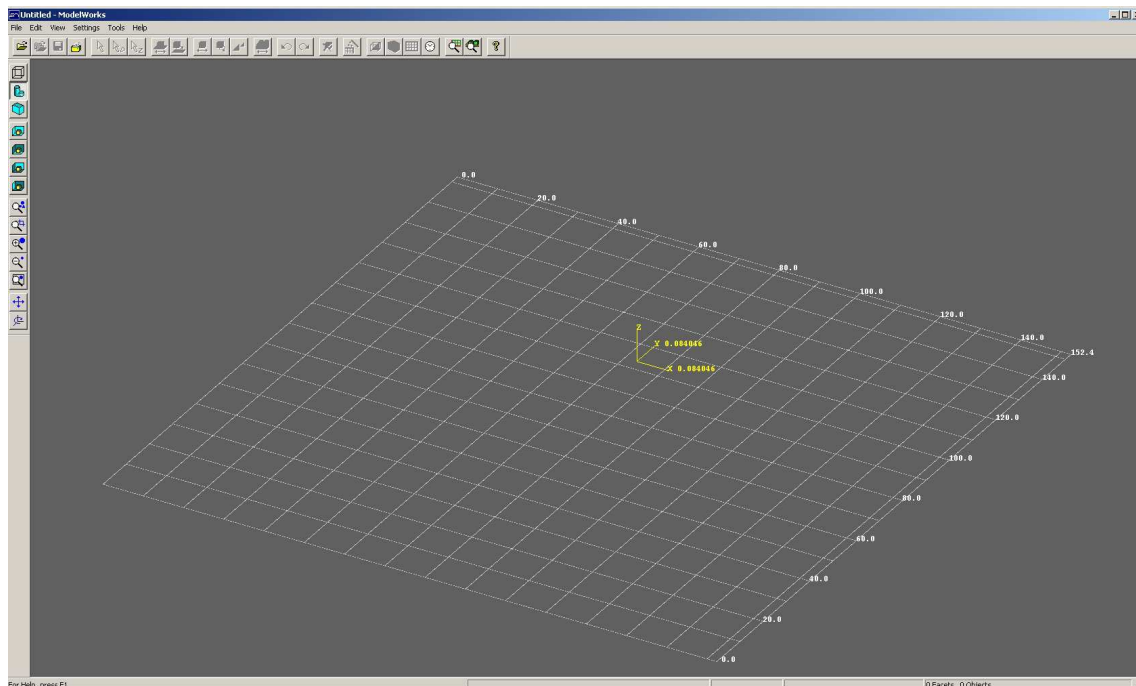 Untitled - ModelWorks
File Edit View Settings Tools Help
0.0
20.0
40.0
60.0
80.0
100.0
120.0
140.0
152.4
140.0
120.0
100.0
80.0
60.0
40.0
20.0
0.0
Z
Y 0.084046
X 0.084046
For Help, press F1
0 Facets, 0 Objects